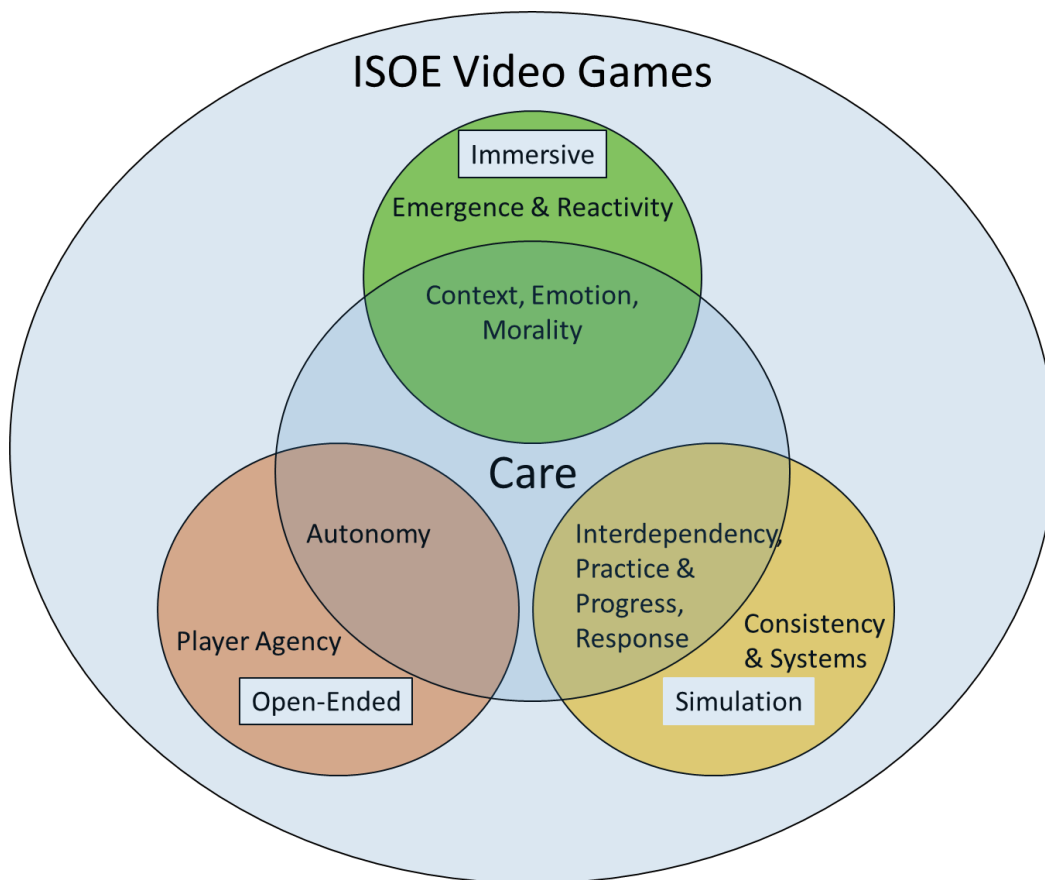 ISOE Video Games
Immersive
Emergence & Reactivity
Context, Emotion,
Morality
Care
Autonomy
Interdependency,
Practice &
Progress,
Response
Player Agency
Consistency
& Systems
Open-Ended
Simulation